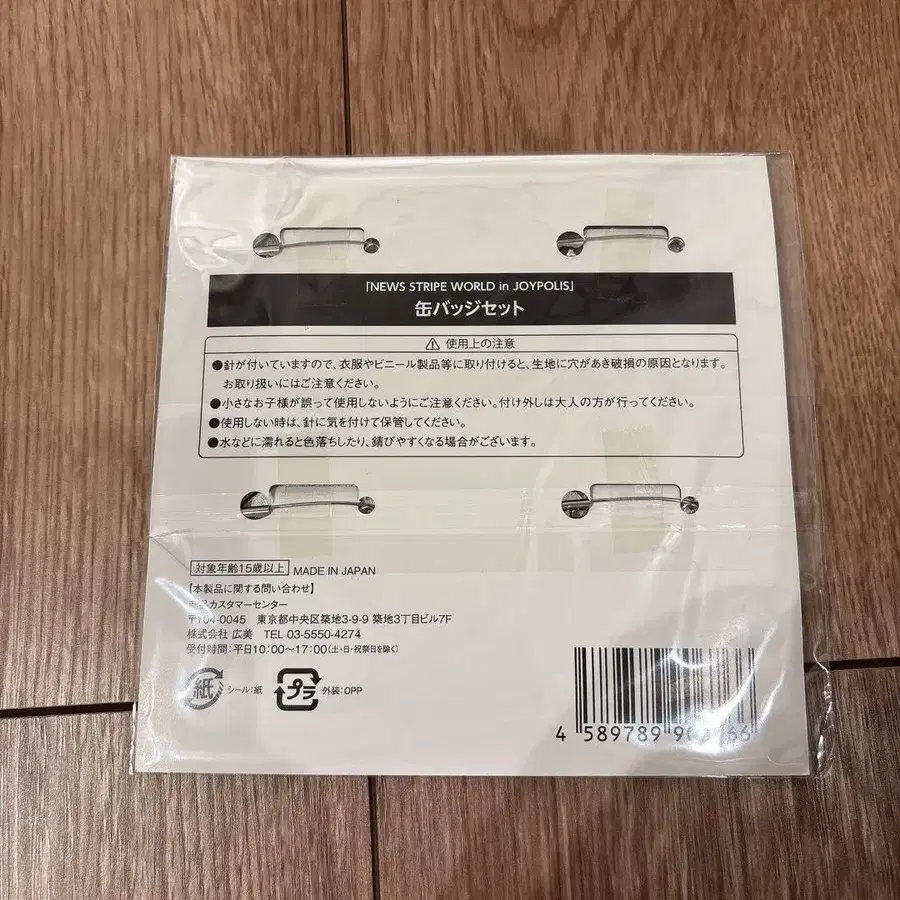 「NEWS STRIPE WORLD in JOYPOLIS」
缶バッジセット
使用上の注意
●針が付いていますので、衣服やビニール製品等に取り付けると、生地に穴があき破損の原因となります。
お取り扱いにはご注意ください。
●小さなお子様が誤って使用しないようにご注意ください。付け外しは大人の方が行ってください。
●使用しない時は、針に気を付けて保管してください。
●水などに濡れると色落ちしたり、錆びやすくなる場合がございます。
対象年齢15歳以上 MADE IN JAPAN
【本製品に関する問い合わせ】
商品カスタマーセンター
〒104-0045 東京都中央区築地3-9-9 築地3丁目ビル7F
株式会社 広美 TEL 03-5550-4274
受付時間:平日10:00〜17:00(土・日・祝祭日を除く)
紙 シール:紙 プラ 外装:OPP
4 589789